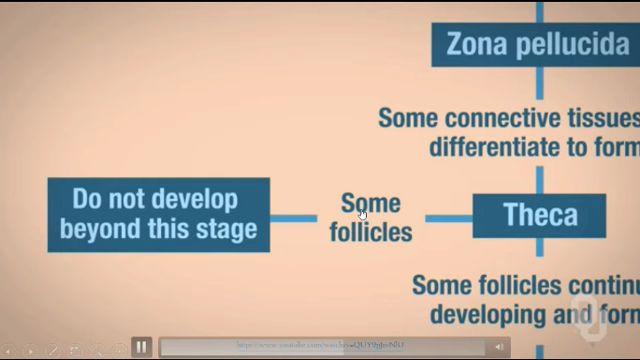 Zona pellucida
Some connective tissues
differentiate to form
Do not develop
beyond this stage
Some
follicles
Theca
Some follicles continu
developing and form